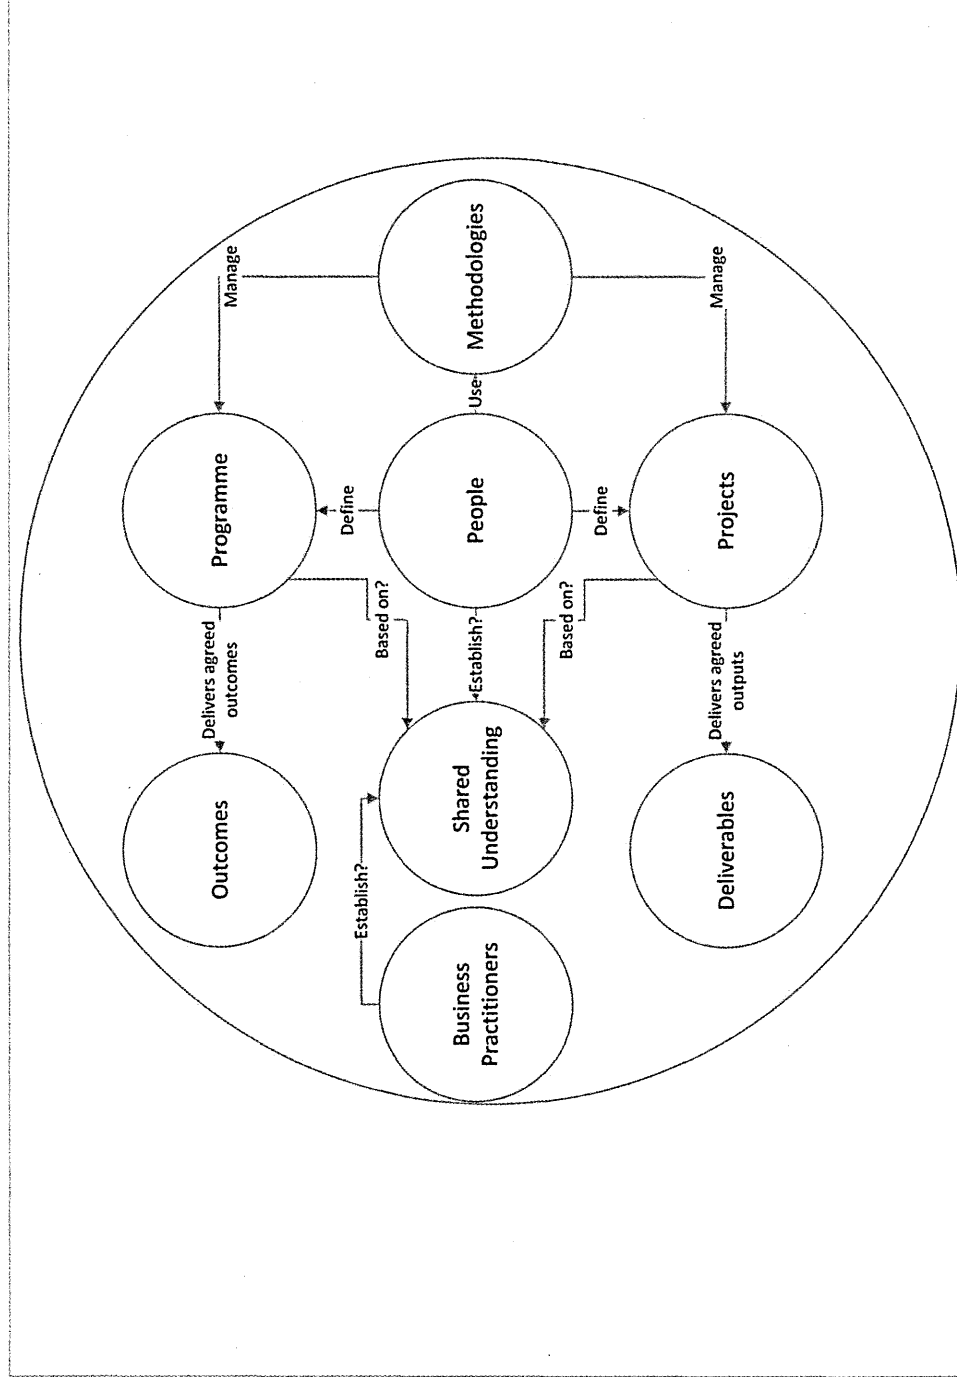 Outcomes
Delivers agreed
outcomes
Programme
Manage
Define
Based on?
Establish?
Business
Practitioners
Shared
Understanding
Establish?
People
Use
Methodologies
Based on?
Define
Manage
Deliverables
Delivers agreed
outputs
Projects